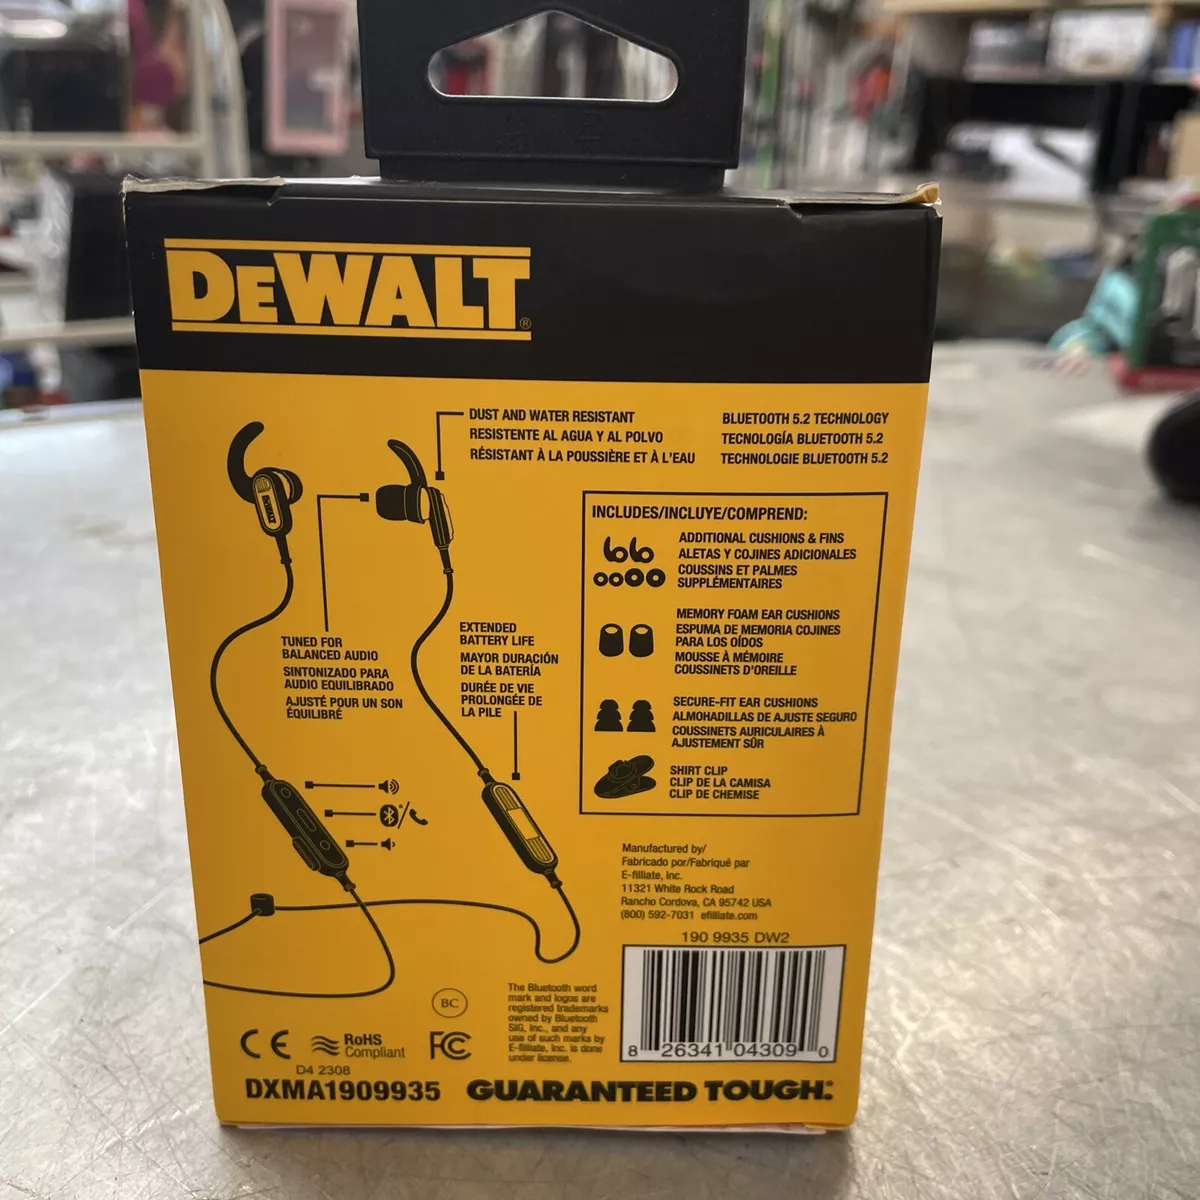 DEWALT®
DUST AND WATER RESISTANT
RESISTENTE AL AGUA Y AL POLVO
RÉSISTANT À LA POUSSIÈRE ET À L'EAU
BLUETOOTH 5.2 TECHNOLOGY
TECNOLOGÍA BLUETOOTH 5.2
TECHNOLOGIE BLUETOOTH 5.2
TUNED FOR
BALANCED AUDIO
SINTONIZADO PARA
AUDIO EQUILIBRADO
AJUSTÉ POUR UN SON
ÉQUILIBRÉ
EXTENDED
BATTERY LIFE
MAYOR DURACIÓN
DE LA BATERÍA
DURÉE DE VIE
PROLONGÉE DE
LA PILE
INCLUDES/INCLUYE/COMPREND:
ADDITIONAL CUSHIONS & FINS
ALETAS Y COJINES ADICIONALES
COUSSINS ET PALMES
SUPPLÉMENTAIRES
MEMORY FOAM EAR CUSHIONS
ESPUMA DE MEMORIA COJINES
PARA LOS OÍDOS
MOUSSE À MÉMOIRE
COUSSINETS D'OREILLE
SECURE-FIT EAR CUSHIONS
ALMOHADILLAS DE AJUSTE SEGURO
COUSSINETS AURICULAIRES À
AJUSTEMENT SÛR
SHIRT CLIP
CLIP DE LA CAMISA
CLIP DE CHEMISE
Manufactured by/
Fabricado por/Fabriqué par
E-filliate, Inc.
11321 White Rock Road
Rancho Cordova, CA 95742 USA
(800) 592-7031 efilliate.com
190 9935 DW2
8 26341 04309 0
The Bluetooth word
mark and logos are
registered trademarks
owned by Bluetooth
SIG, Inc., and any
use of such marks by
E-filliate, Inc. is done
under license.
BC
CE
RoHS
Compliant
FC
D4 2308
DXMA1909935
GUARANTEED TOUGH.